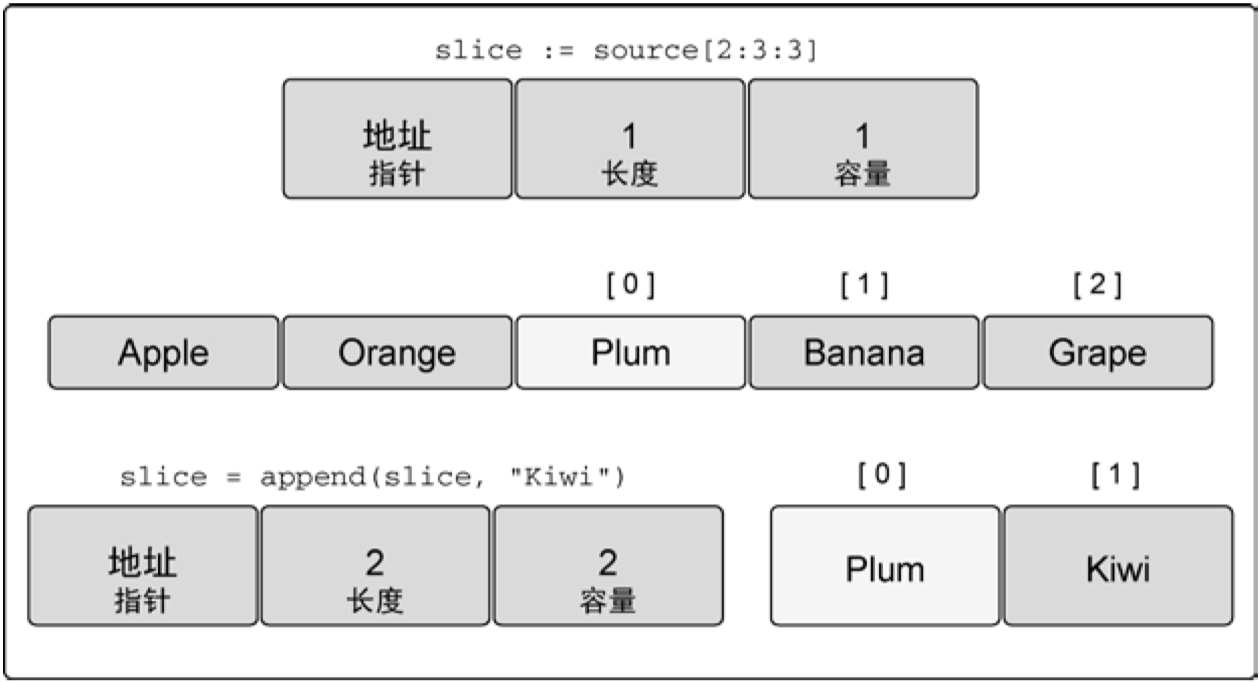 slice := source[2:3:3]
地址 1 1
指针 长度 容量
[0] [1] [2]
Apple Orange Plum Banana Grape
slice = append(slice, "Kiwi") [0] [1]
地址 2 2
指针 长度 容量
Plum Kiwi